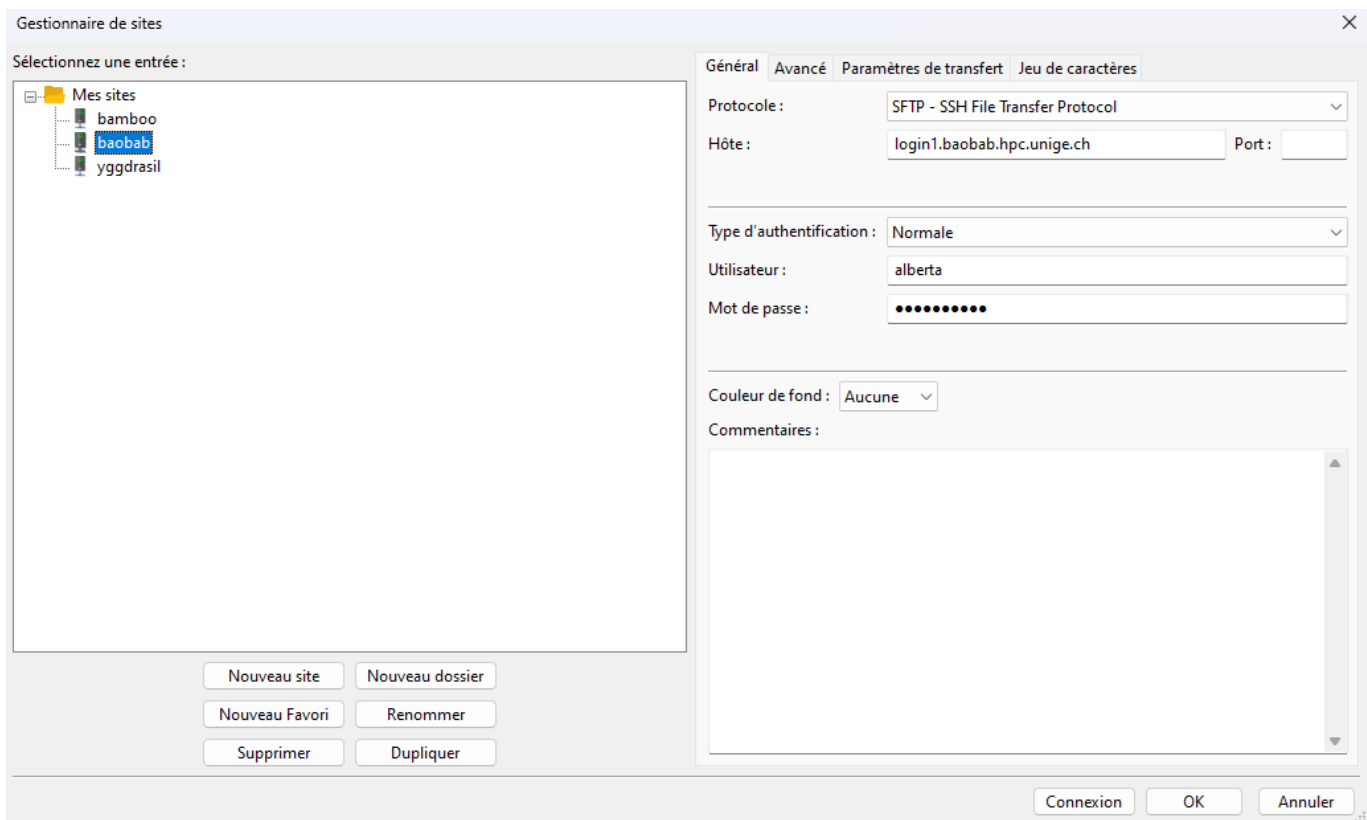 Gestionnaire de sites
Sélectionnez une entrée :
Mes sites
bamboo
baobab
yggdrasil
Nouveau site
Nouveau dossier
Nouveau Favori
Renommer
Supprimer
Dupliquer
Général Avancé Paramètres de transfert Jeu de caractères
Protocole : SFTP - SSH File Transfer Protocol
Hôte : login1.baobab.hpc.unige.ch Port :
Type d'authentification : Normale
Utilisateur : alberta
Mot de passe : ●●●●●●●●●●
Couleur de fond : Aucune
Commentaires :
Connexion OK Annuler